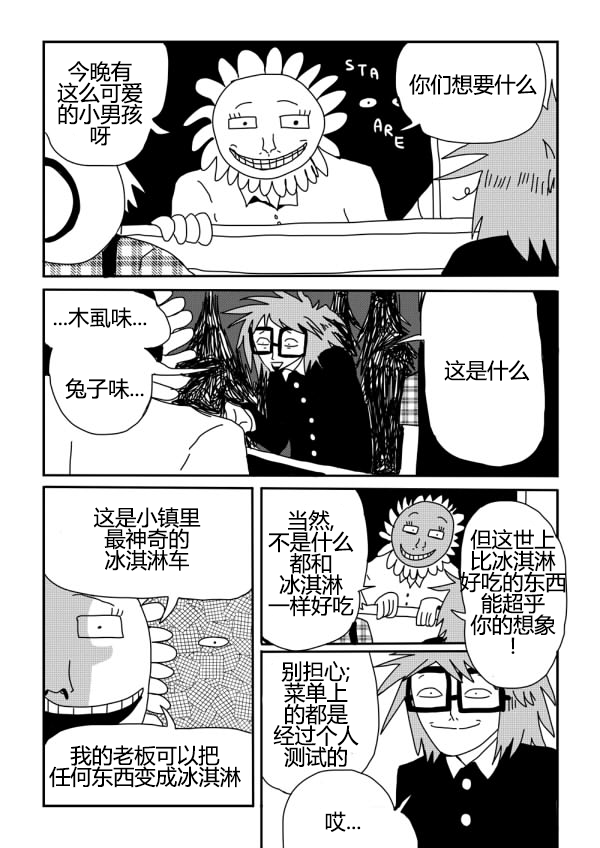 今晚有
这么可爱
的小男孩
呀
STA
ARE
你们想要什么
...木虱味...
兔子味...
这是什么
这是小镇里
最神奇的
冰淇淋车
我的老板可以把
任何东西变成冰淇淋
当然,
不是什么
都和
冰淇淋
一样好吃
但这世上
比冰淇淋
好吃的东西
能超乎
你的想象
!
别担心;
菜单上
的都是
经过个人
测试的
哎...